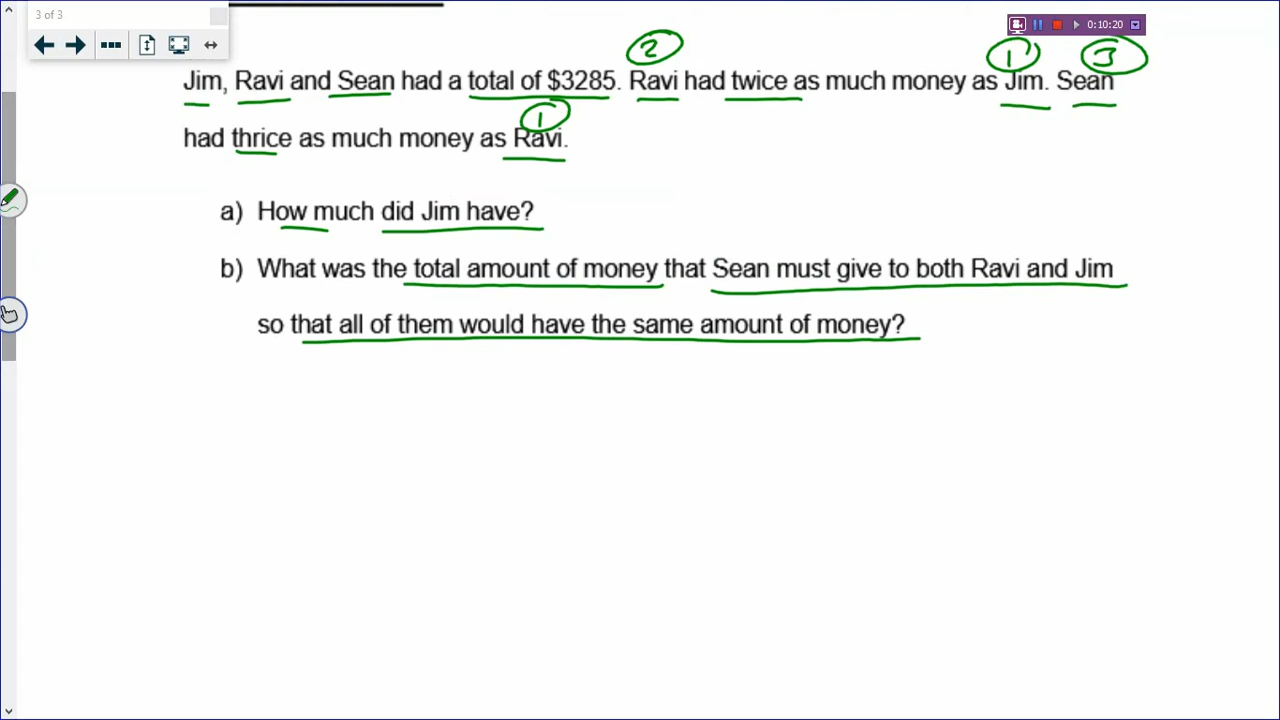 3 of 3
0:10:20
2 1 3
Jim, Ravi and Sean had a total of $3285. Ravi had twice as much money as Jim. Sean
1
had thrice as much money as Ravi.
a) How much did Jim have?
b) What was the total amount of money that Sean must give to both Ravi and Jim
so that all of them would have the same amount of money?